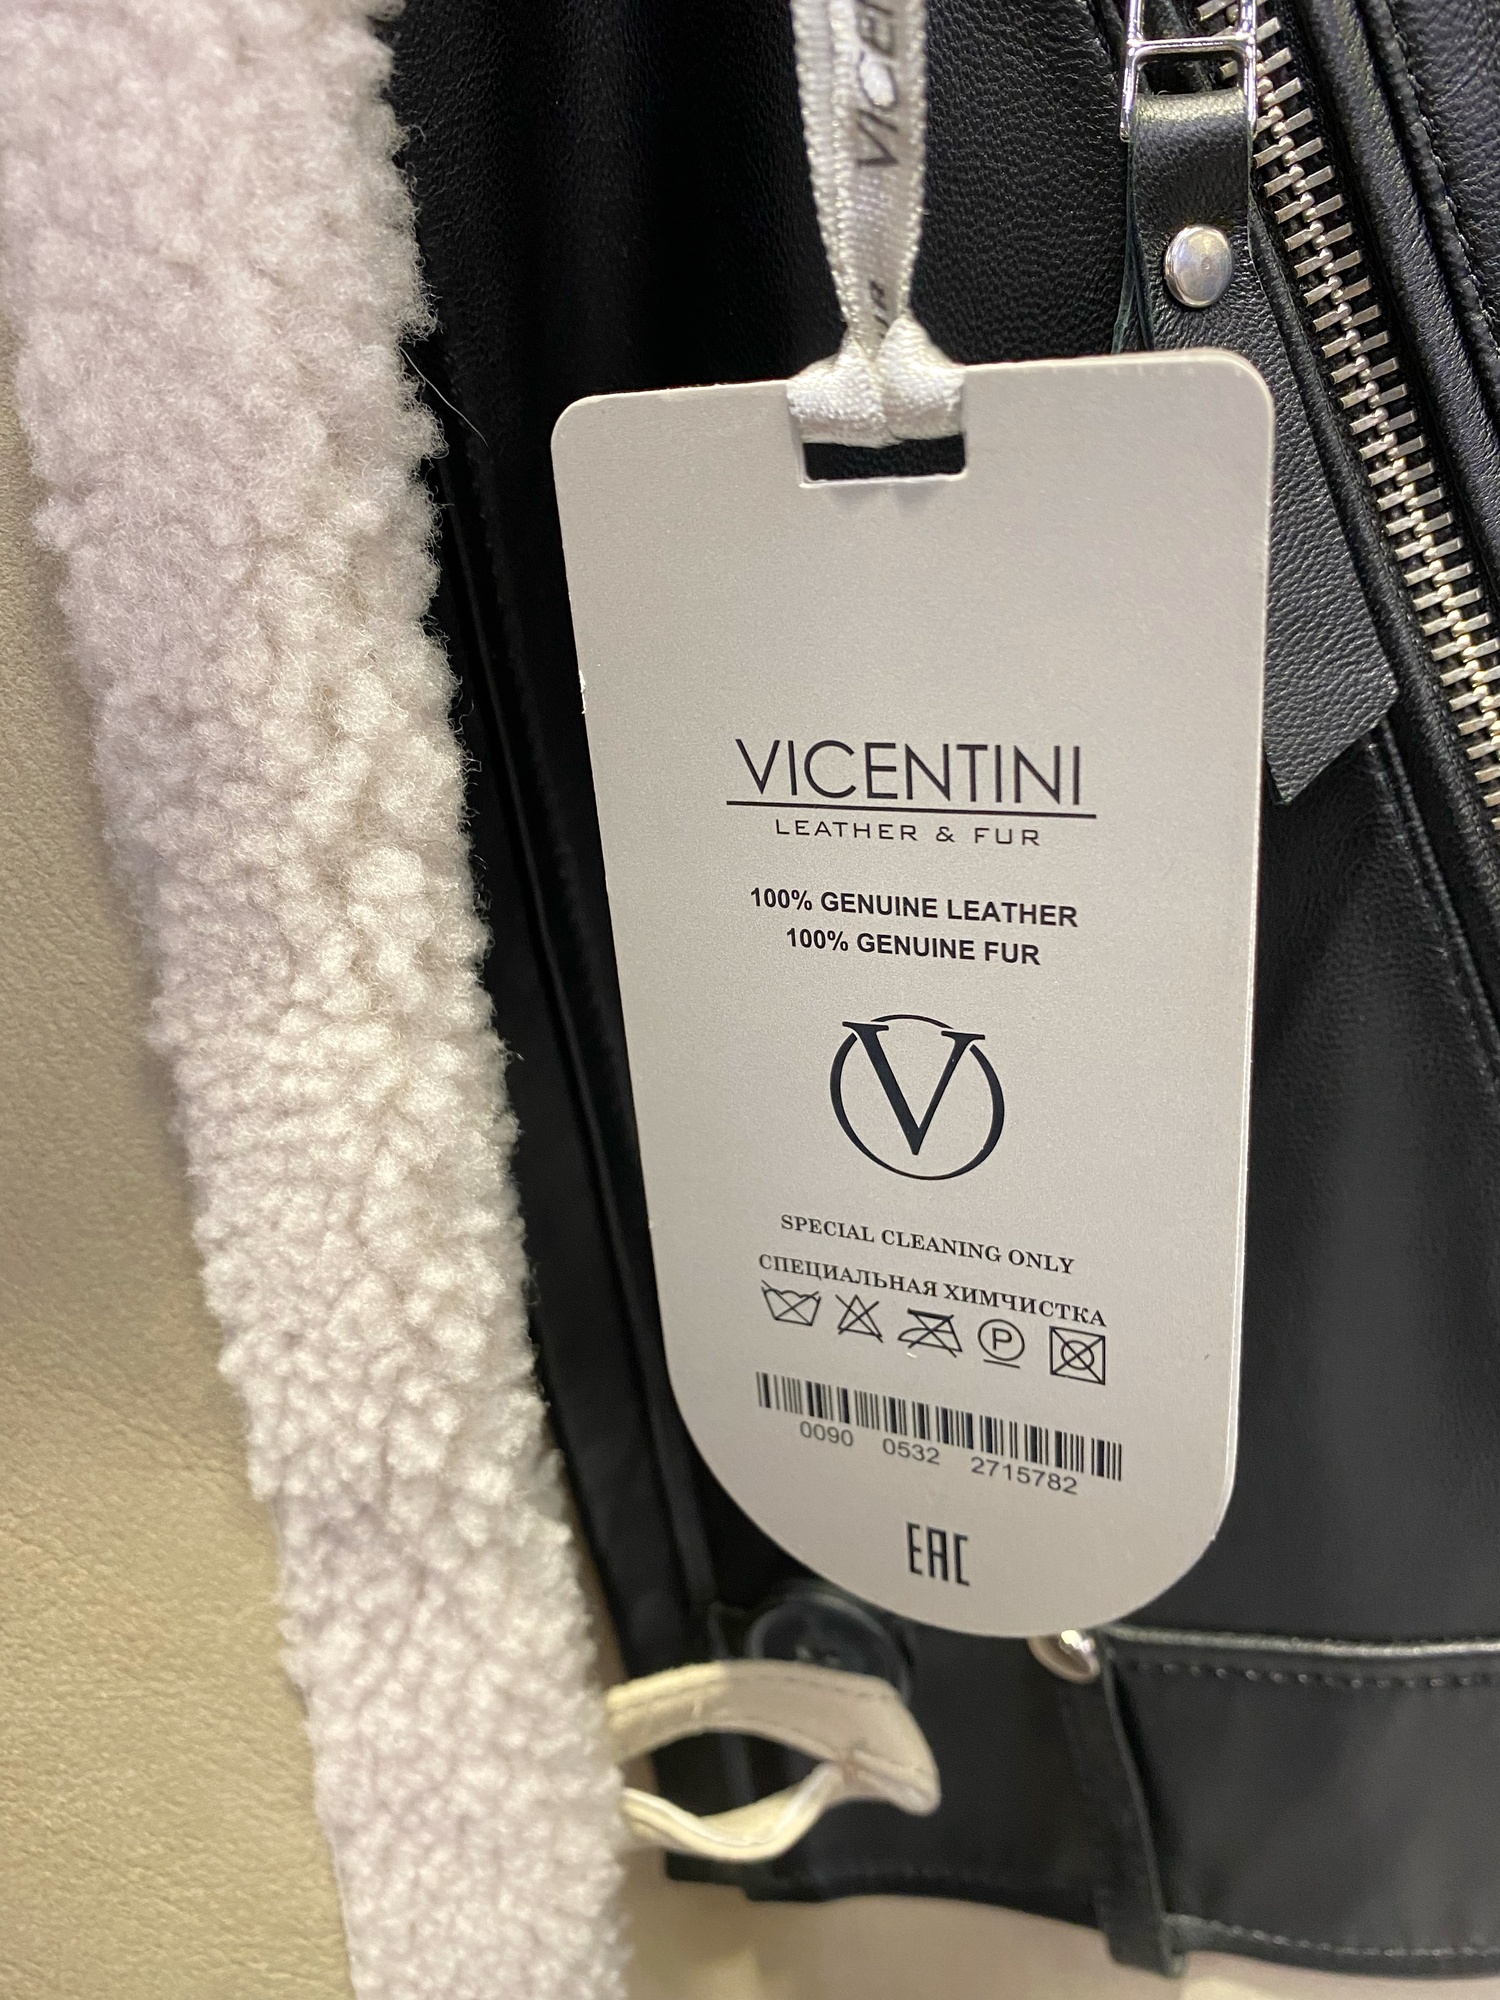 VICENTINI
LEATHER & FUR
100% GENUINE LEATHER
100% GENUINE FUR
V
SPECIAL CLEANING ONLY
СПЕЦИАЛЬНАЯ ХИМЧИСТКА
P
0090 0532 2715782
EAC